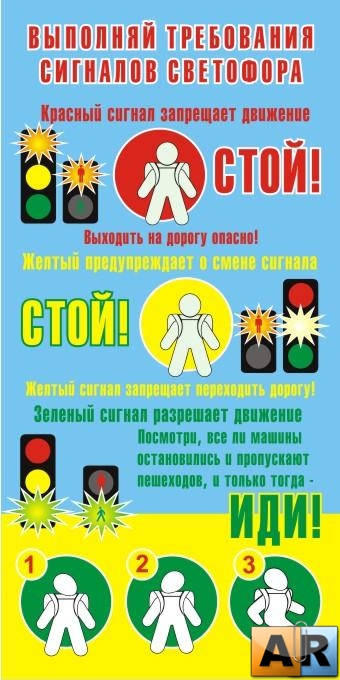 ВЫПОЛНЯЙ ТРЕБОВАНИЯ
СИГНАЛОВ СВЕТОФОРА
Красный сигнал запрещает движение
СТОЙ!
Выходить на дорогу опасно!
Желтый предупреждает о смене сигнала
СТОЙ!
Желтый сигнал запрещает переходить дорогу!
Зеленый сигнал разрешает движение
Посмотри, все ли машины
остановились и пропускают
пешеходов, и только тогда -
ИДИ!
1 2 3
AR